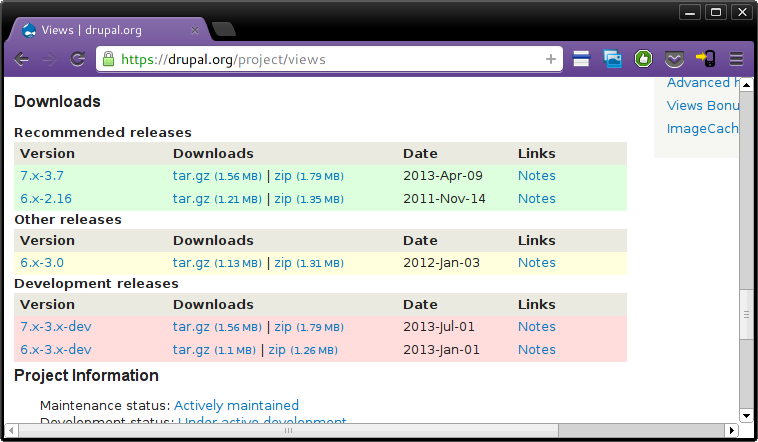 Views | drupal.org
https://drupal.org/project/views
Advanced h
Views Bonu
ImageCach
Downloads
Recommended releases
Version Downloads Date Links
7.x-3.7 tar.gz (1.56 MB) | zip (1.79 MB) 2013-Apr-09 Notes
6.x-2.16 tar.gz (1.21 MB) | zip (1.35 MB) 2011-Nov-14 Notes
Other releases
Version Downloads Date Links
6.x-3.0 tar.gz (1.13 MB) | zip (1.31 MB) 2012-Jan-03 Notes
Development releases
Version Downloads Date Links
7.x-3.x-dev tar.gz (1.56 MB) | zip (1.79 MB) 2013-Jul-01 Notes
6.x-3.x-dev tar.gz (1.1 MB) | zip (1.26 MB) 2013-Jan-01 Notes
Project Information
Maintenance status: Actively maintained
Development status: Under active development